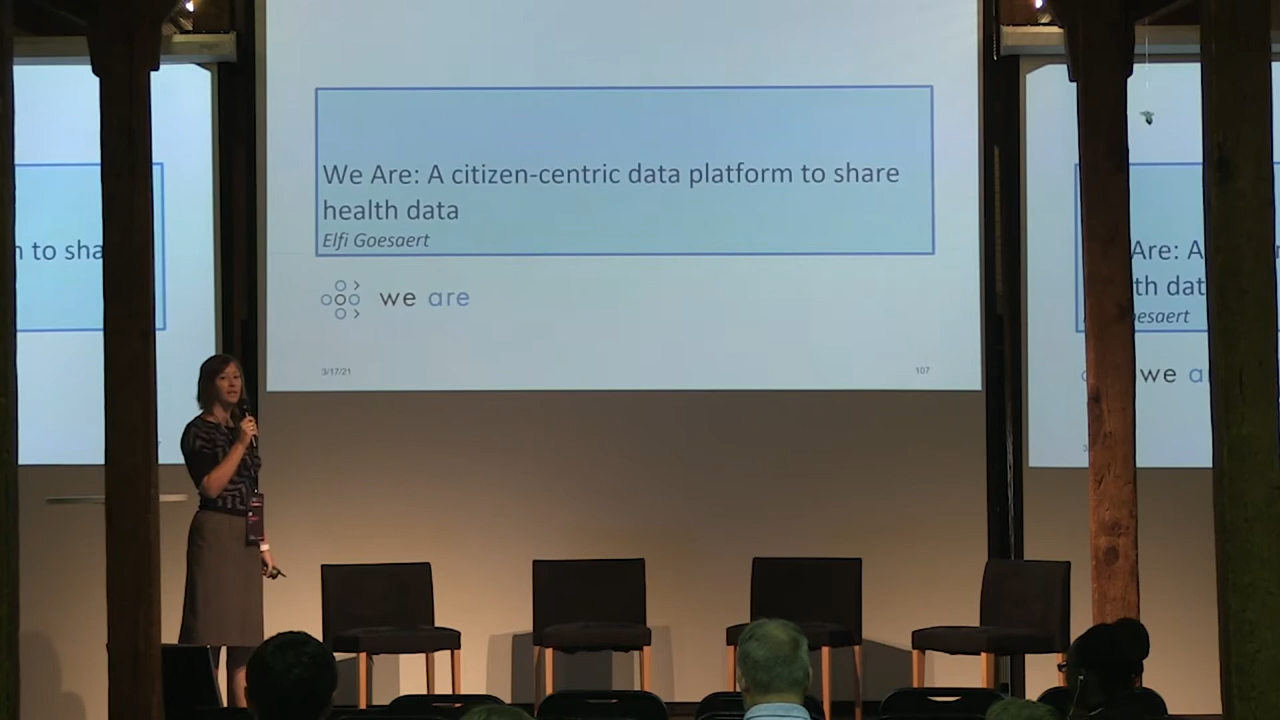 We Are: A citizen-centric data platform to share
health data
Elfi Goesaert
we are
3/17/21
107
n to sha
Are: A
th dat
esaert
we a